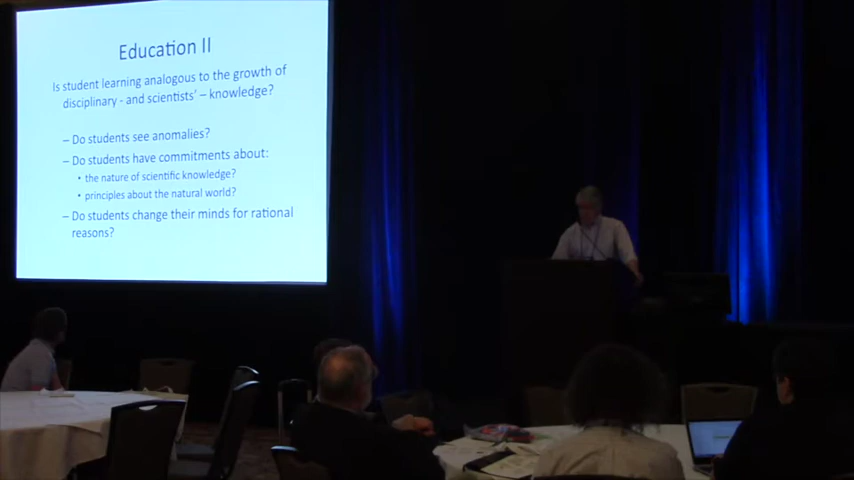 Education II
Is student learning analogous to the growth of
disciplinary - and scientists' – knowledge?
– Do students see anomalies?
– Do students have commitments about:
• the nature of scientific knowledge?
• principles about the natural world?
– Do students change their minds for rational
reasons?